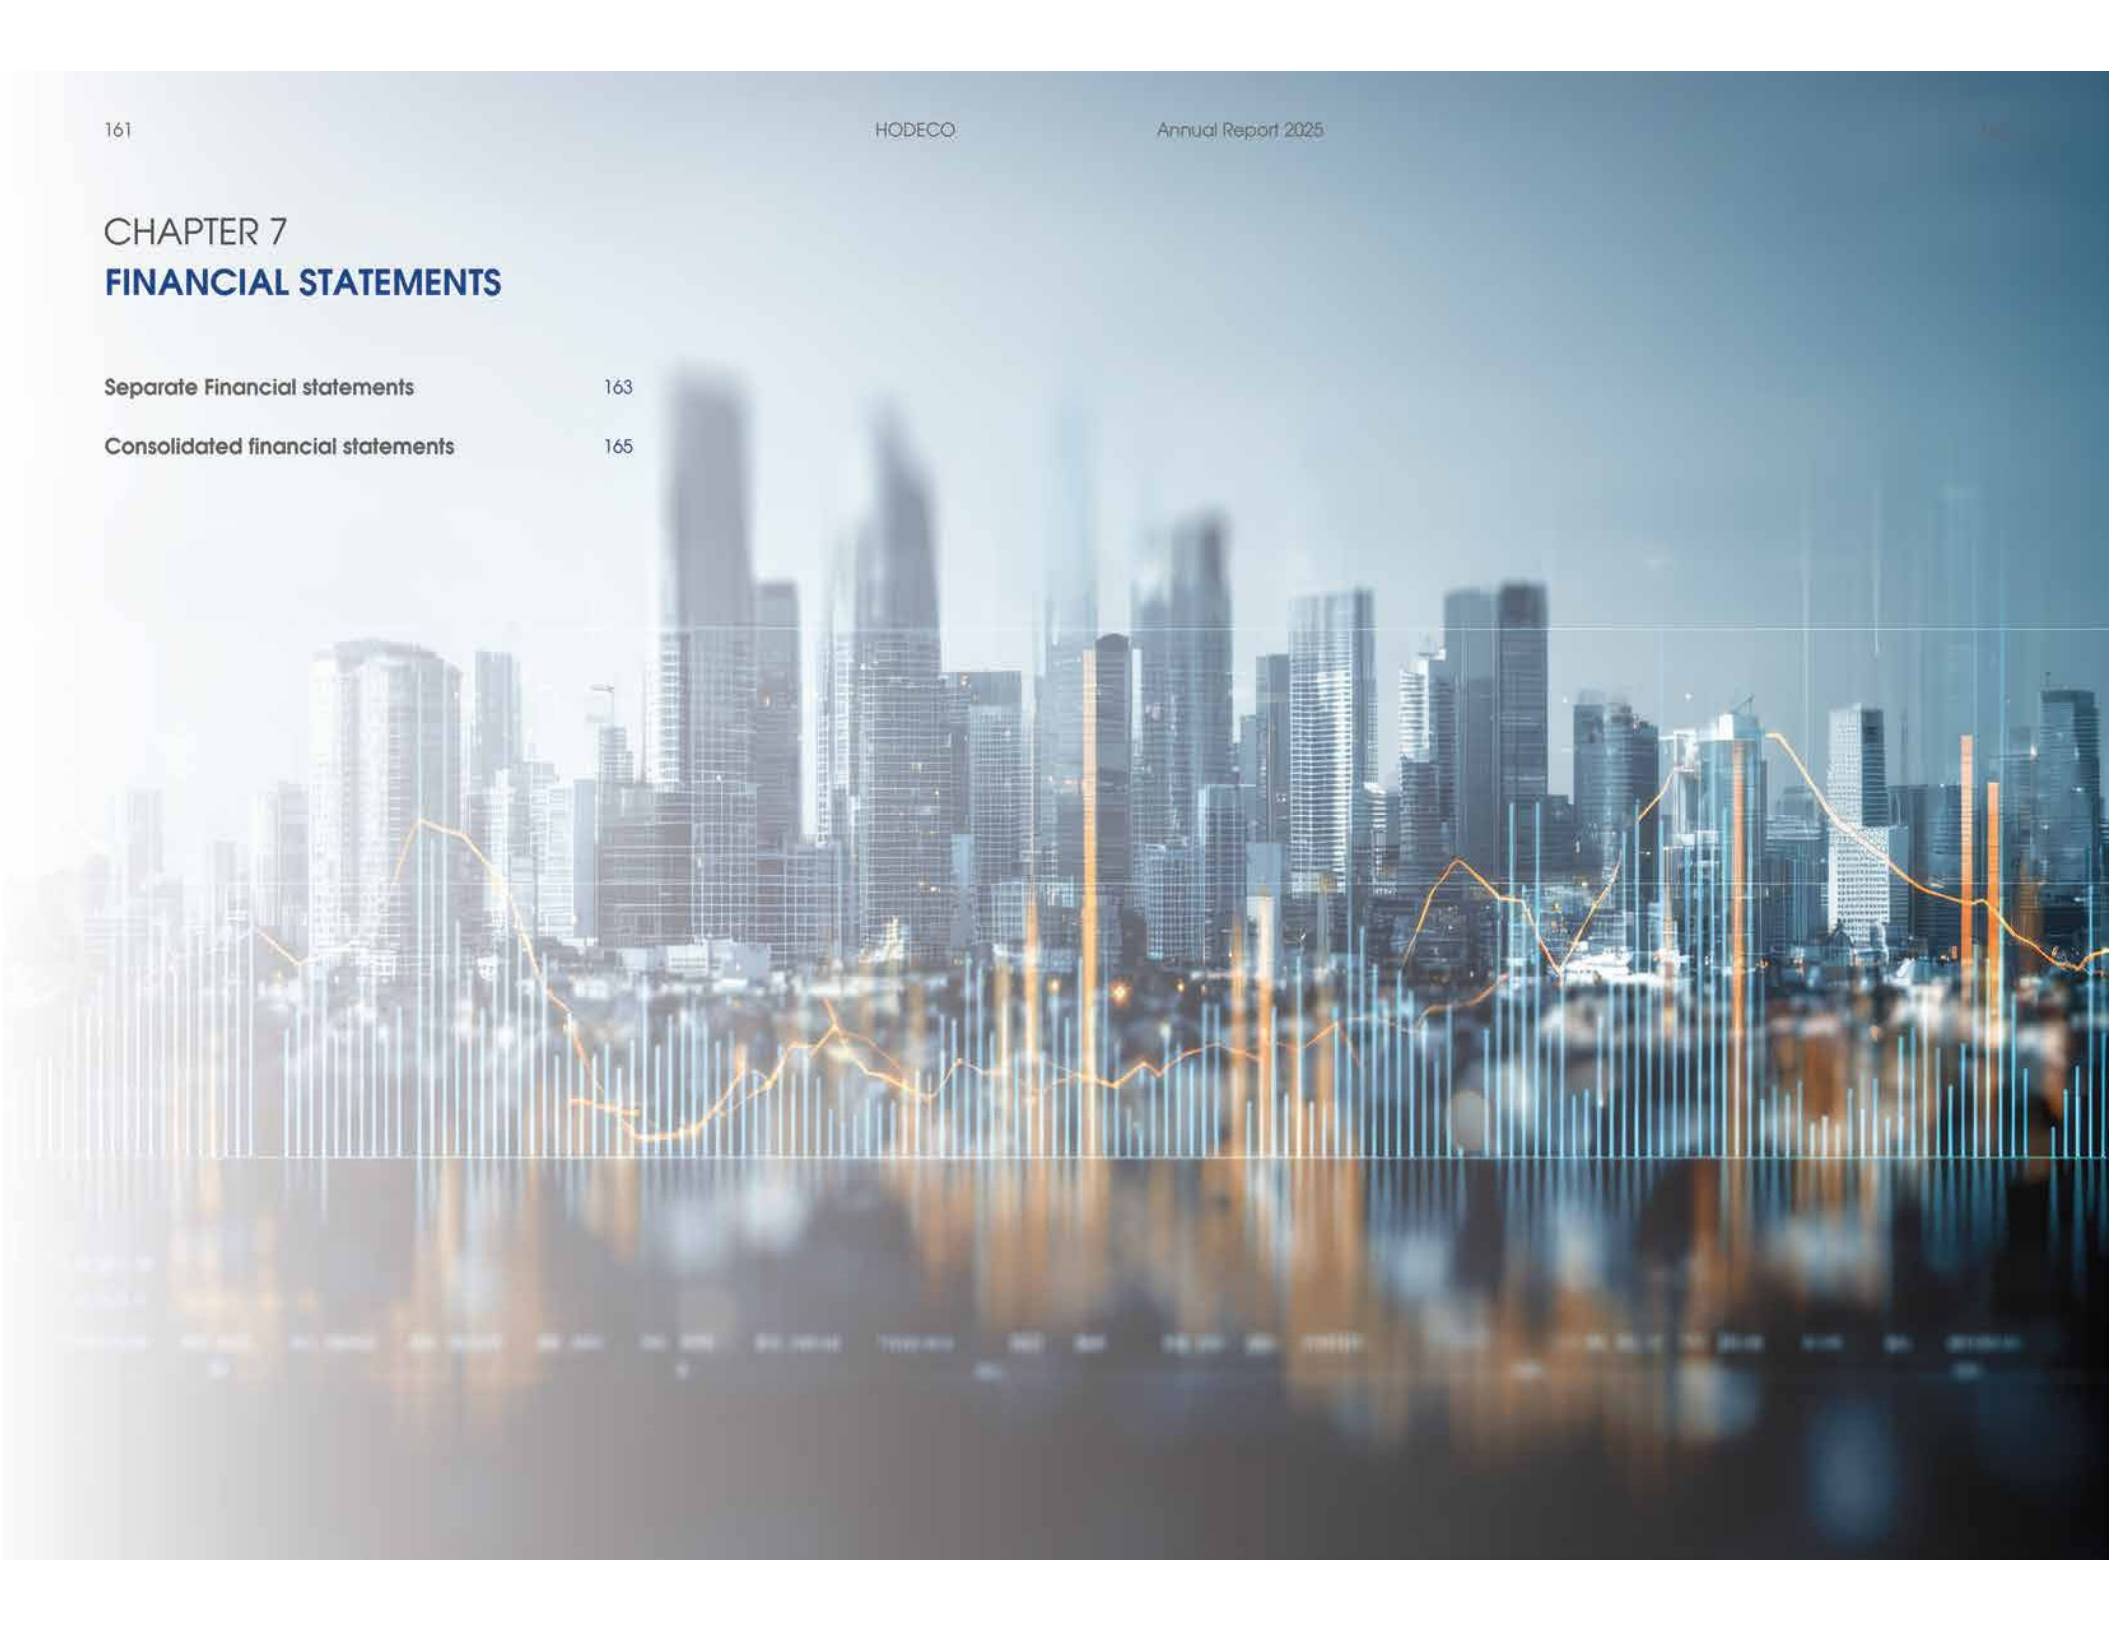 161
HODECO
Annual Report 2025
CHAPTER 7
FINANCIAL STATEMENTS
Separate Financial statements 163
Consolidated financial statements 165